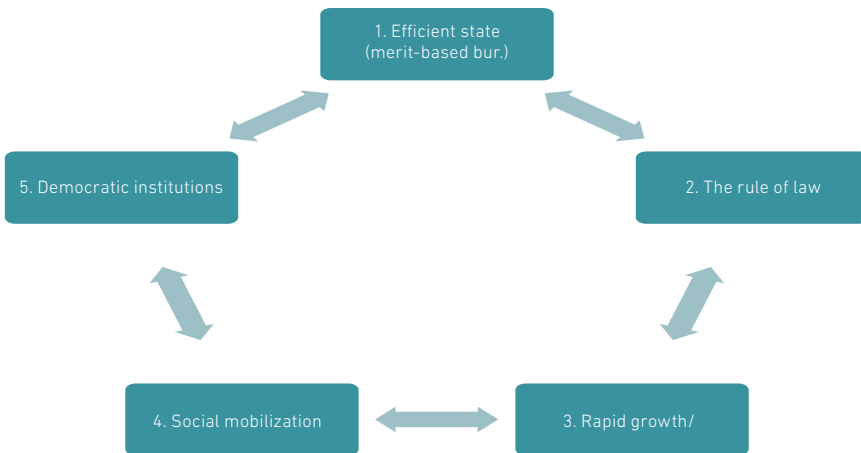 1. Efficient state
(merit-based bur.)
5. Democratic institutions
2. The rule of law
4. Social mobilization
3. Rapid growth/